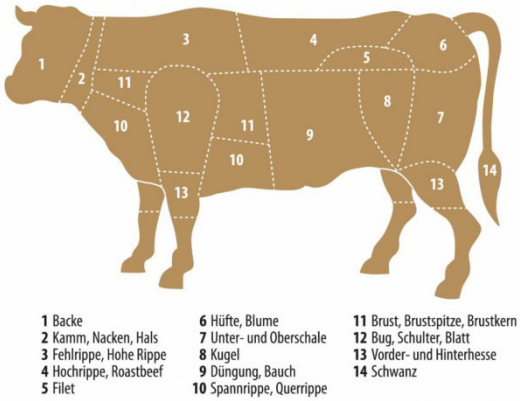 1
2
3
4
5
6
7
8
9
10
10
11
11
12
13
13
14
1 Backe
2 Kamm, Nacken, Hals
3 Fehlrippe, Hohe Rippe
4 Hochrippe, Roastbeef
5 Filet
6 Hüfte, Blume
7 Unter- und Oberschale
8 Kugel
9 Düngung, Bauch
10 Spannrippe, Querrippe
11 Brust, Brustspitze, Brustkern
12 Bug, Schulter, Blatt
13 Vorder- und Hinterhesse
14 Schwanz